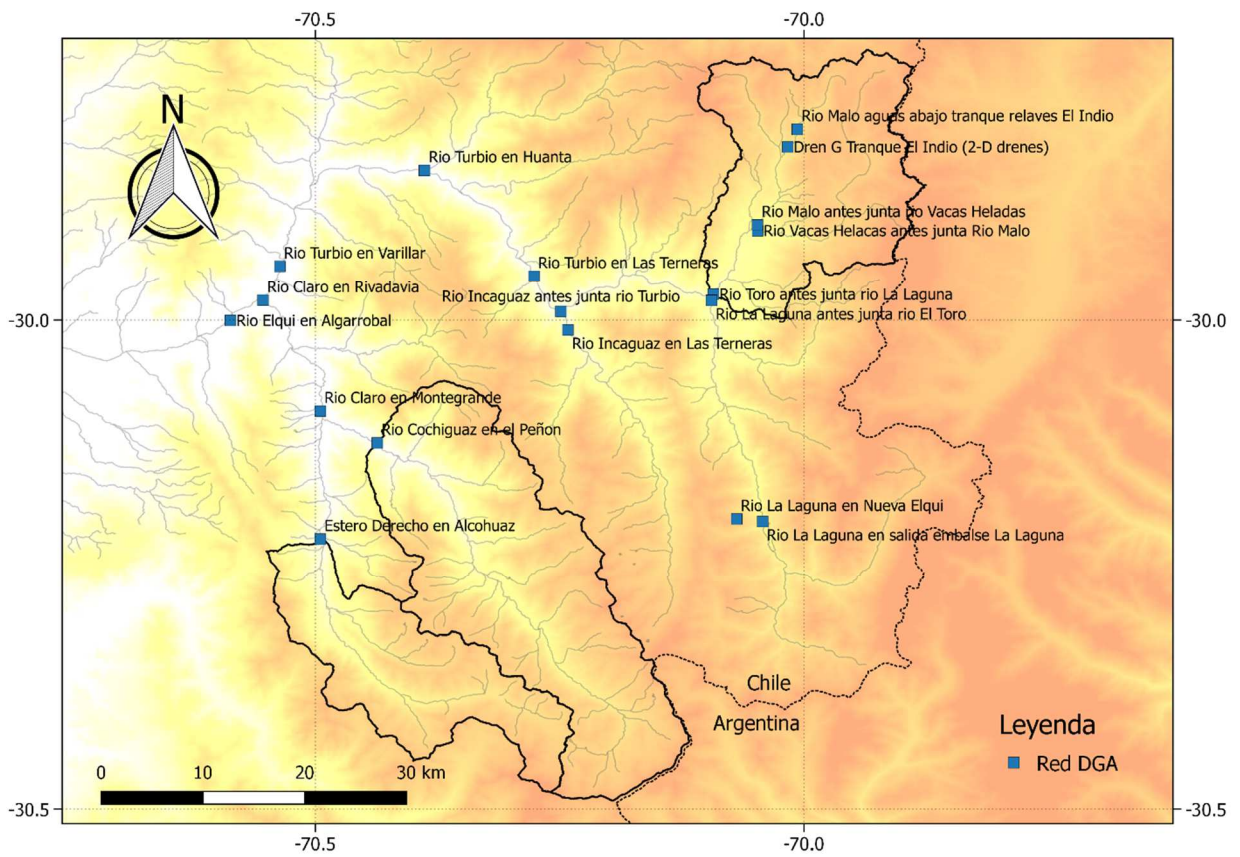 -70.5
-70.0
N
Rio Malo aguas abajo tranque relaves El Indio
Dren G Tranque El Indio (2-D drenes)
Rio Turbio en Huanta
Rio Malo antes junta rio Vacas Heladas
Rio Vacas Helacas antes junta Rio Malo
Rio Turbio en Varillar
Rio Turbio en Las Terneras
Rio Claro en Rivadavia
Rio Incaguaz antes junta rio Turbio
Rio Toro antes junta rio La Laguna
Rio La Laguna antes junta rio El Toro
Rio Elqui en Algarrobal
-30.0
-30.0
Rio Incaguaz en Las Terneras
Rio Claro en Montegrande
Rio Cochiguaz en el Peñon
Rio La Laguna en Nueva Elqui
Estero Derecho en Alcohuaz
Rio La Laguna en salida embalse La Laguna
Chile
Argentina
Leyenda
Red DGA
0
10
20
30 km
-30.5
-30.5
-70.5
-70.0